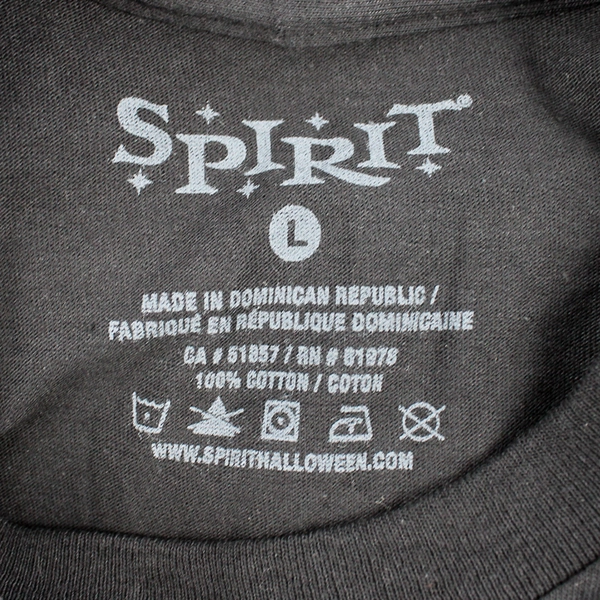 SPIRIT®
L
MADE IN DOMINICAN REPUBLIC /
FABRIQUÉ EN RÉPUBLIQUE DOMINICAINE
CA # 51857 / RN # 81978
100% COTTON / COTON
WWW.SPIRITHALLOWEEN.COM